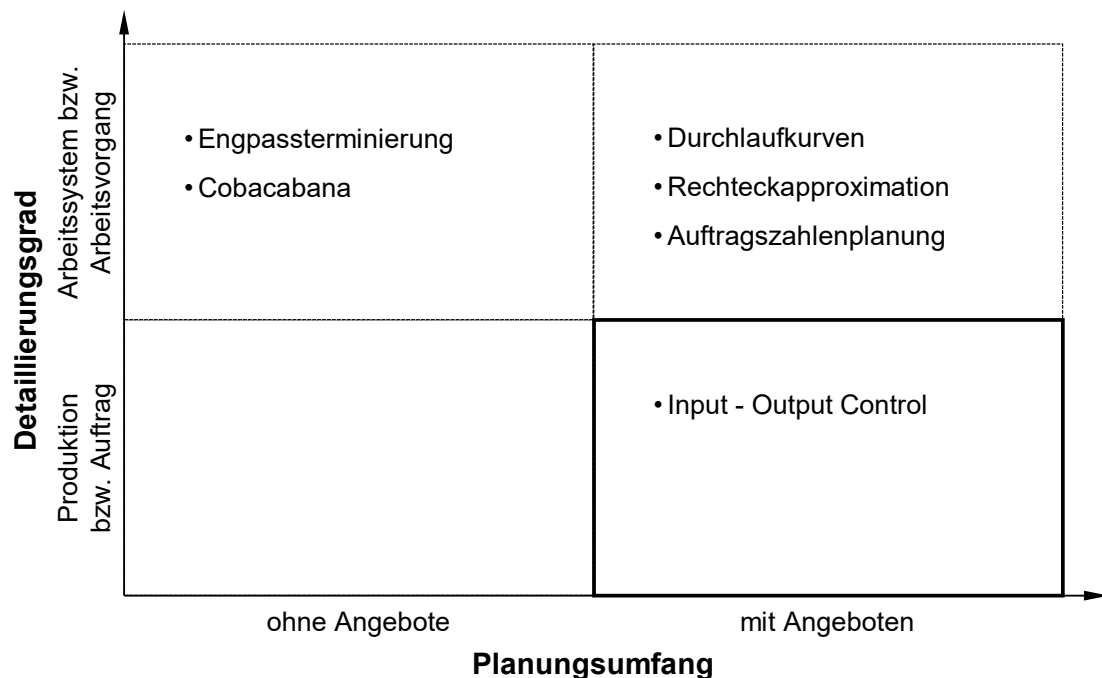 Detaillierungsgrad
Arbeitssystem bzw.
Arbeitsvorgang
• Engpassterminierung
• Cobacabana
• Durchlaufkurven
• Rechteckapproximation
• Auftragszahlenplanung
Produktion
bzw. Auftrag
• Input - Output Control
ohne Angebote
mit Angeboten
Planungsumfang